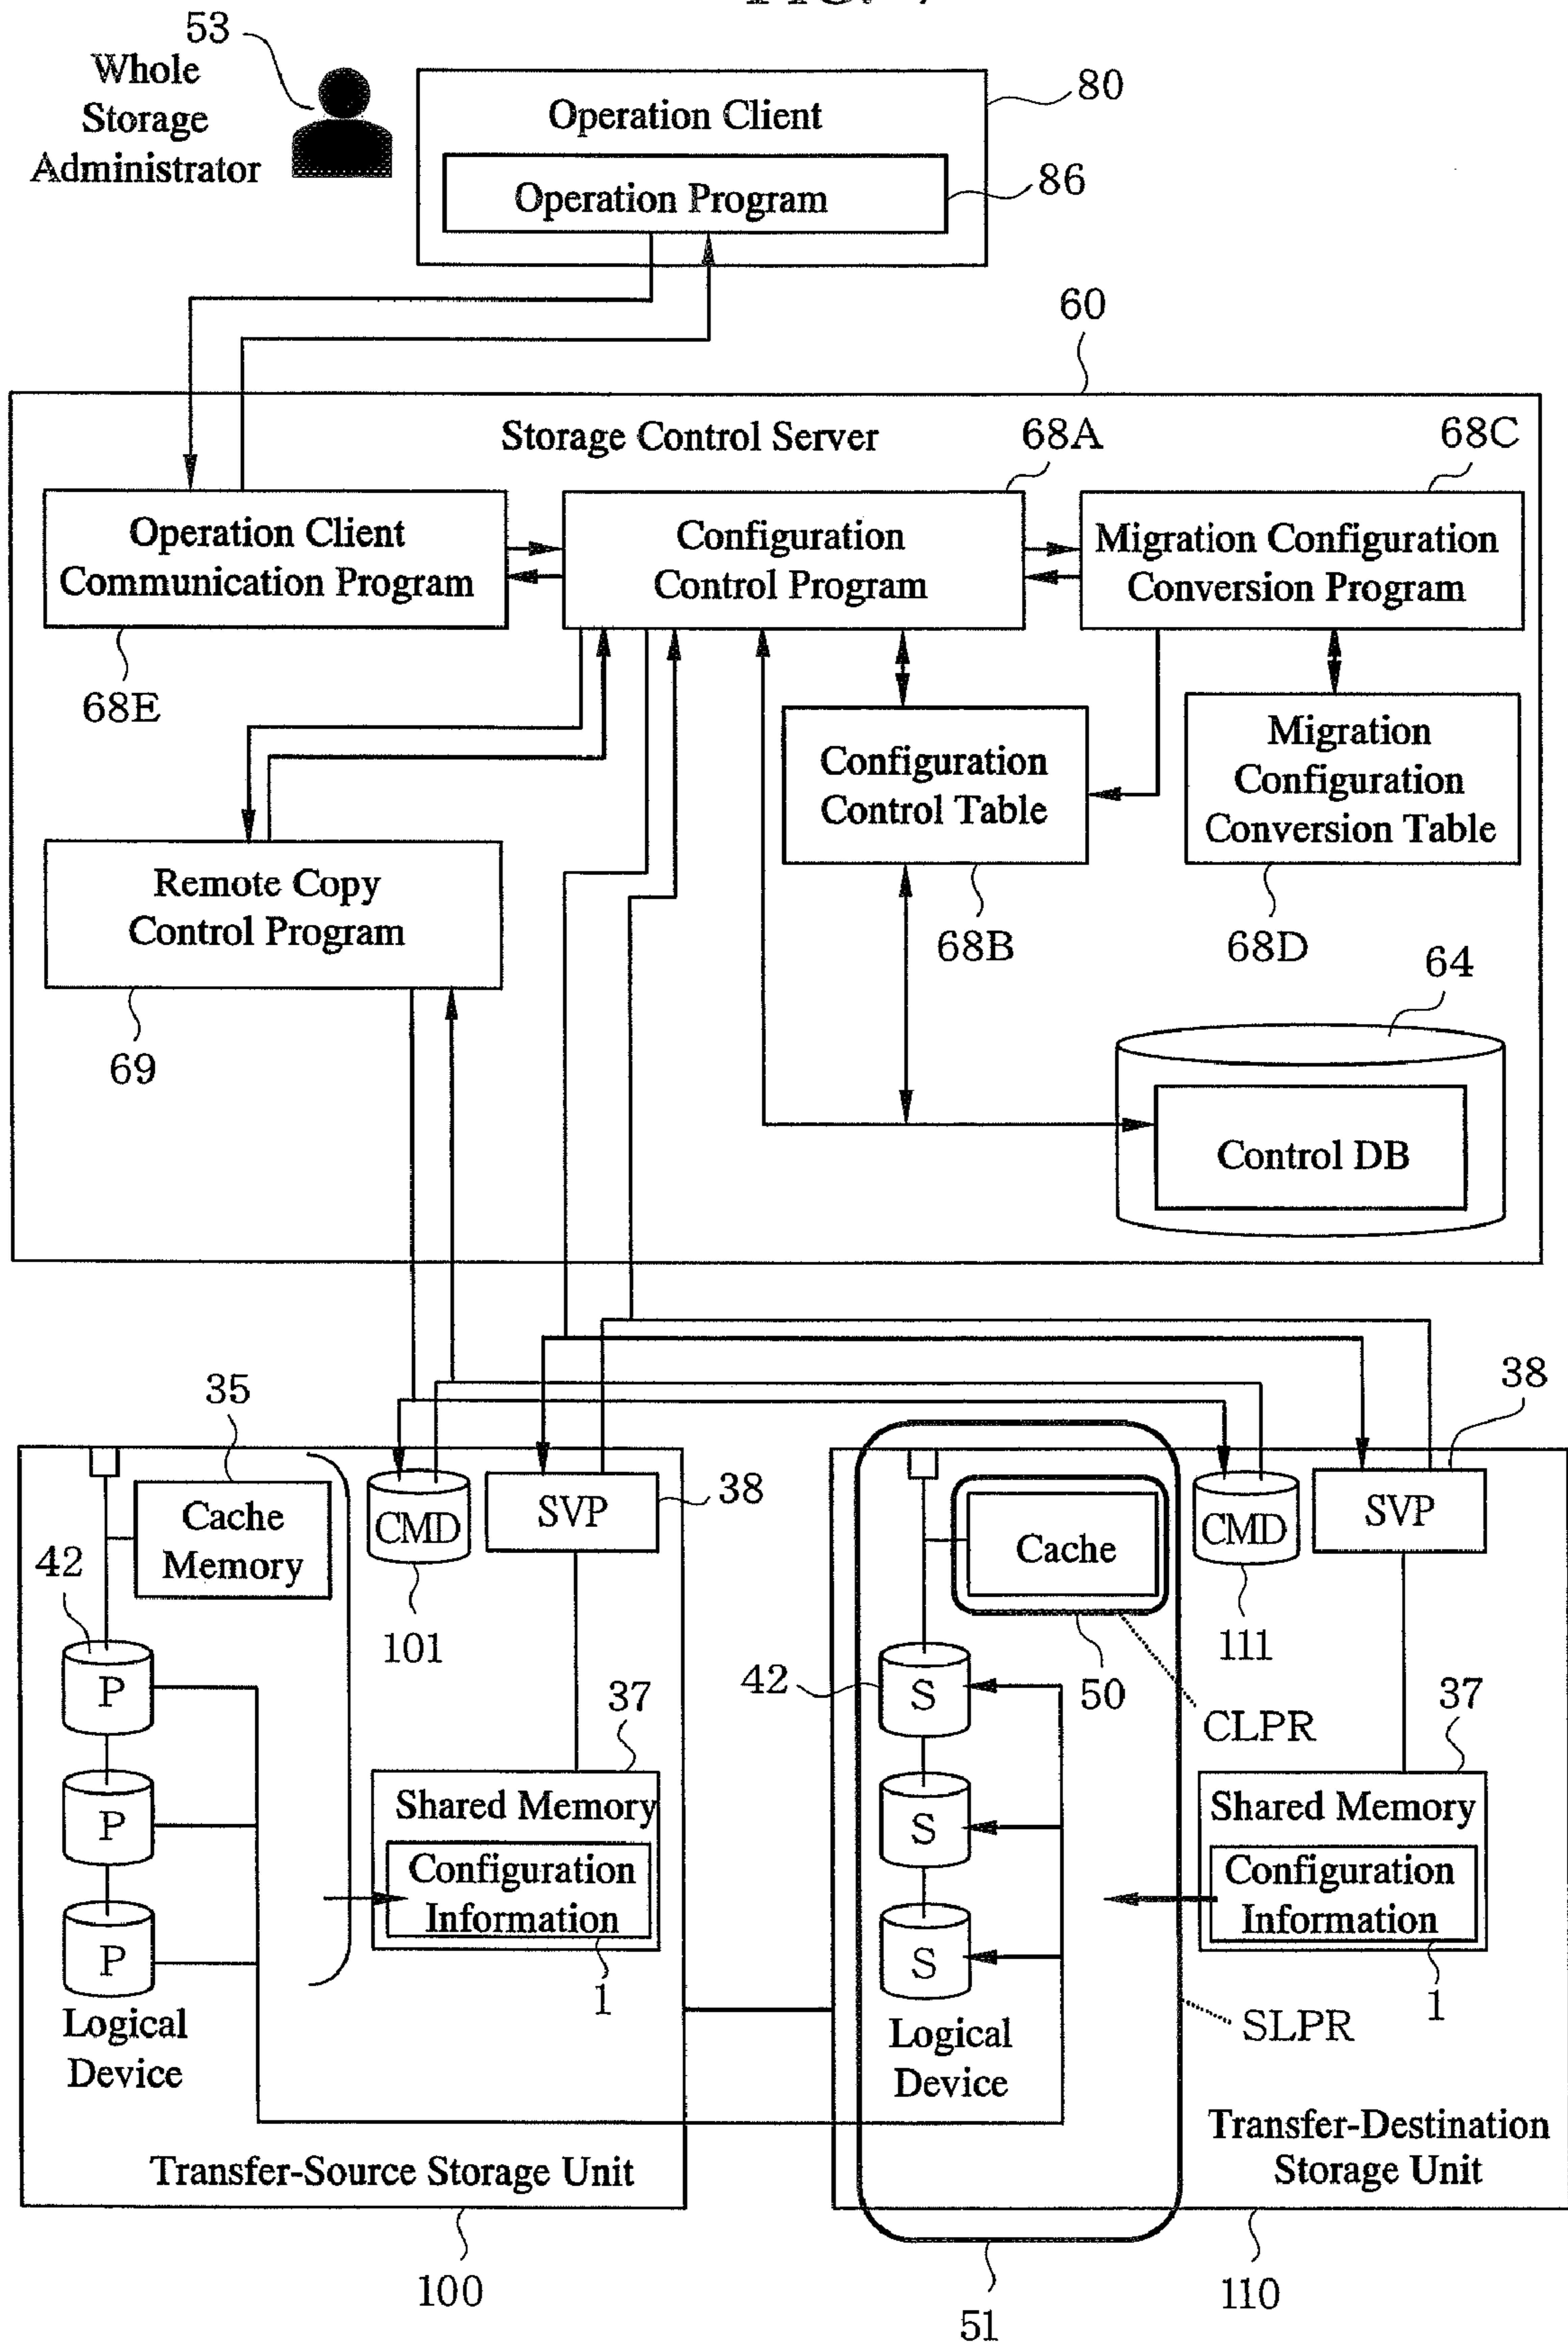 53
Whole
Storage
Administrator
Operation Client
80
Operation Program
86
60
Storage Control Server
68A
68C
Operation Client
Communication Program
Configuration
Control Program
Migration Configuration
Conversion Program
68E
Configuration
Control Table
Migration
Configuration
Conversion Table
Remote Copy
Control Program
68B
68D
64
69
Control DB
35
38
Cache
Memory
CMD
SVP
38
Cache
CMD
SVP
42
101
111
P
42
S
50
CLPR
37
37
P
Shared Memory
S
Shared Memory
Configuration
Information
Configuration
Information
P
S
1
1
Logical
Device
Logical
Device
SLPR
Transfer-Source Storage Unit
Transfer-Destination
Storage Unit
100
51
110